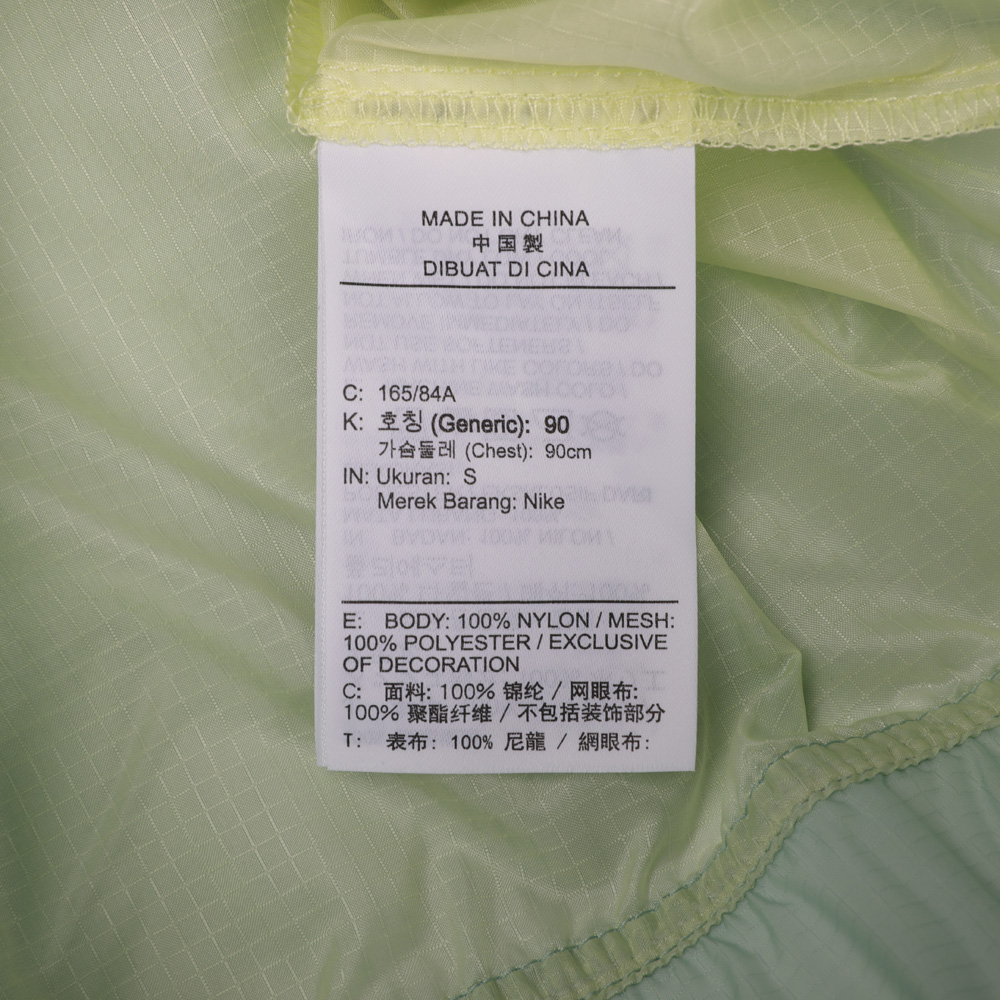 MADE IN CHINA
中国製
DIBUAT DI CINA
C: 165/84A
K: 호칭 (Generic): 90
가슴둘레 (Chest): 90cm
IN: Ukuran: S
Merek Barang: Nike
E: BODY: 100% NYLON / MESH:
100% POLYESTER / EXCLUSIVE
OF DECORATION
C: 面料: 100% 锦纶 / 网眼布:
100% 聚酯纤维 / 不包括装饰部分
T: 表布: 100% 尼龍 / 網眼布: